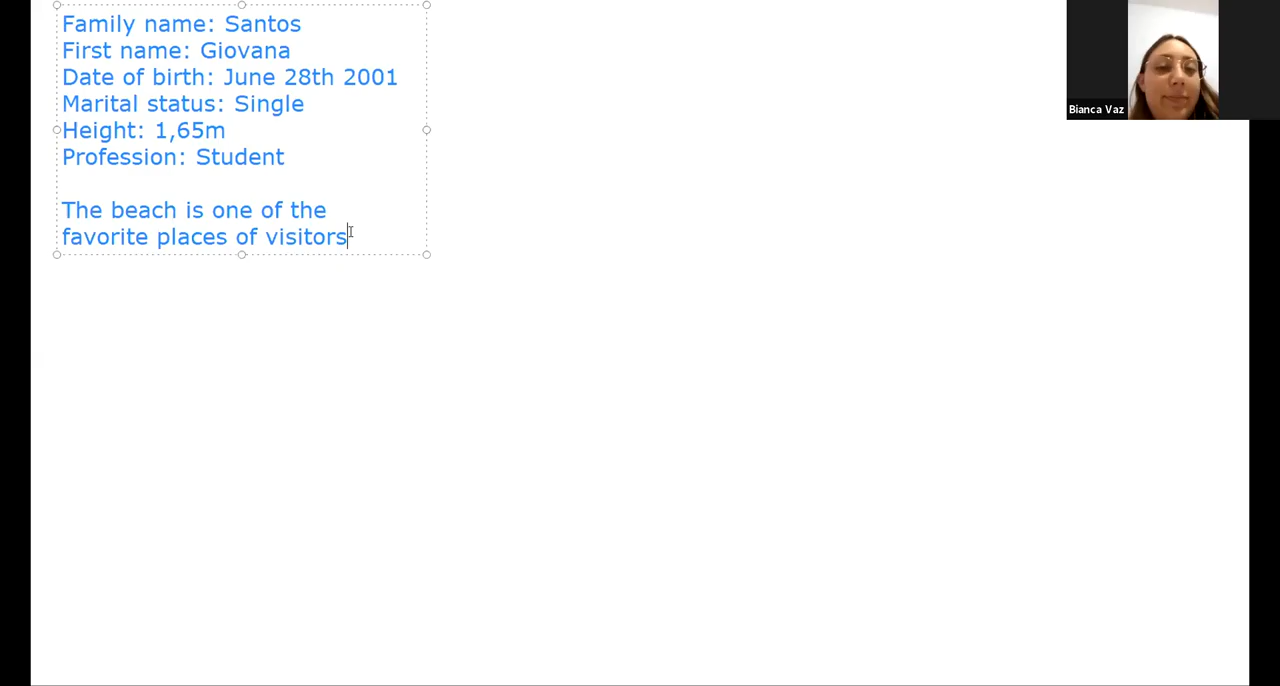 Family name: Santos
First name: Giovana
Date of birth: June 28th 2001
Marital status: Single
Height: 1,65m
Profession: Student
The beach is one of the
favorite places of visitors
Bianca Vaz